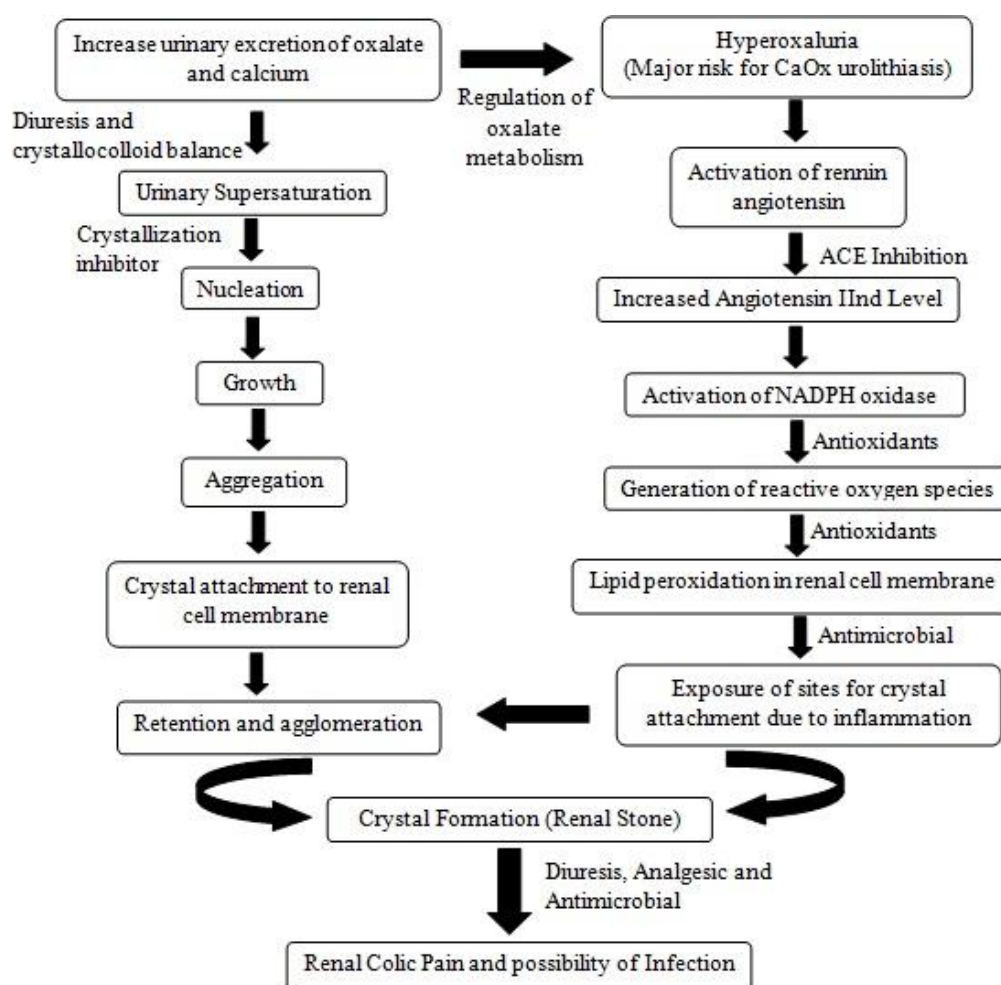 Increase urinary excretion of oxalate
and calcium
Hyperoxaluria
(Major risk for CaOx urolithiasis)
Regulation of
oxalate
metabolism
Diuresis and
crystallocolloid balance
Urinary Supersaturation
Crystallization
inhibitor
Nucleation
Growth
Aggregation
Crystal attachment to renal
cell membrane
Retention and agglomeration
Activation of rennin
angiotensin
ACE Inhibition
Increased Angiotensin IInd Level
Activation of NADPH oxidase
Antioxidants
Generation of reactive oxygen species
Antioxidants
Lipid peroxidation in renal cell membrane
Antimicrobial
Exposure of sites for crystal
attachment due to inflammation
Crystal Formation (Renal Stone)
Diuresis, Analgesic and
Antimicrobial
Renal Colic Pain and possibility of Infection